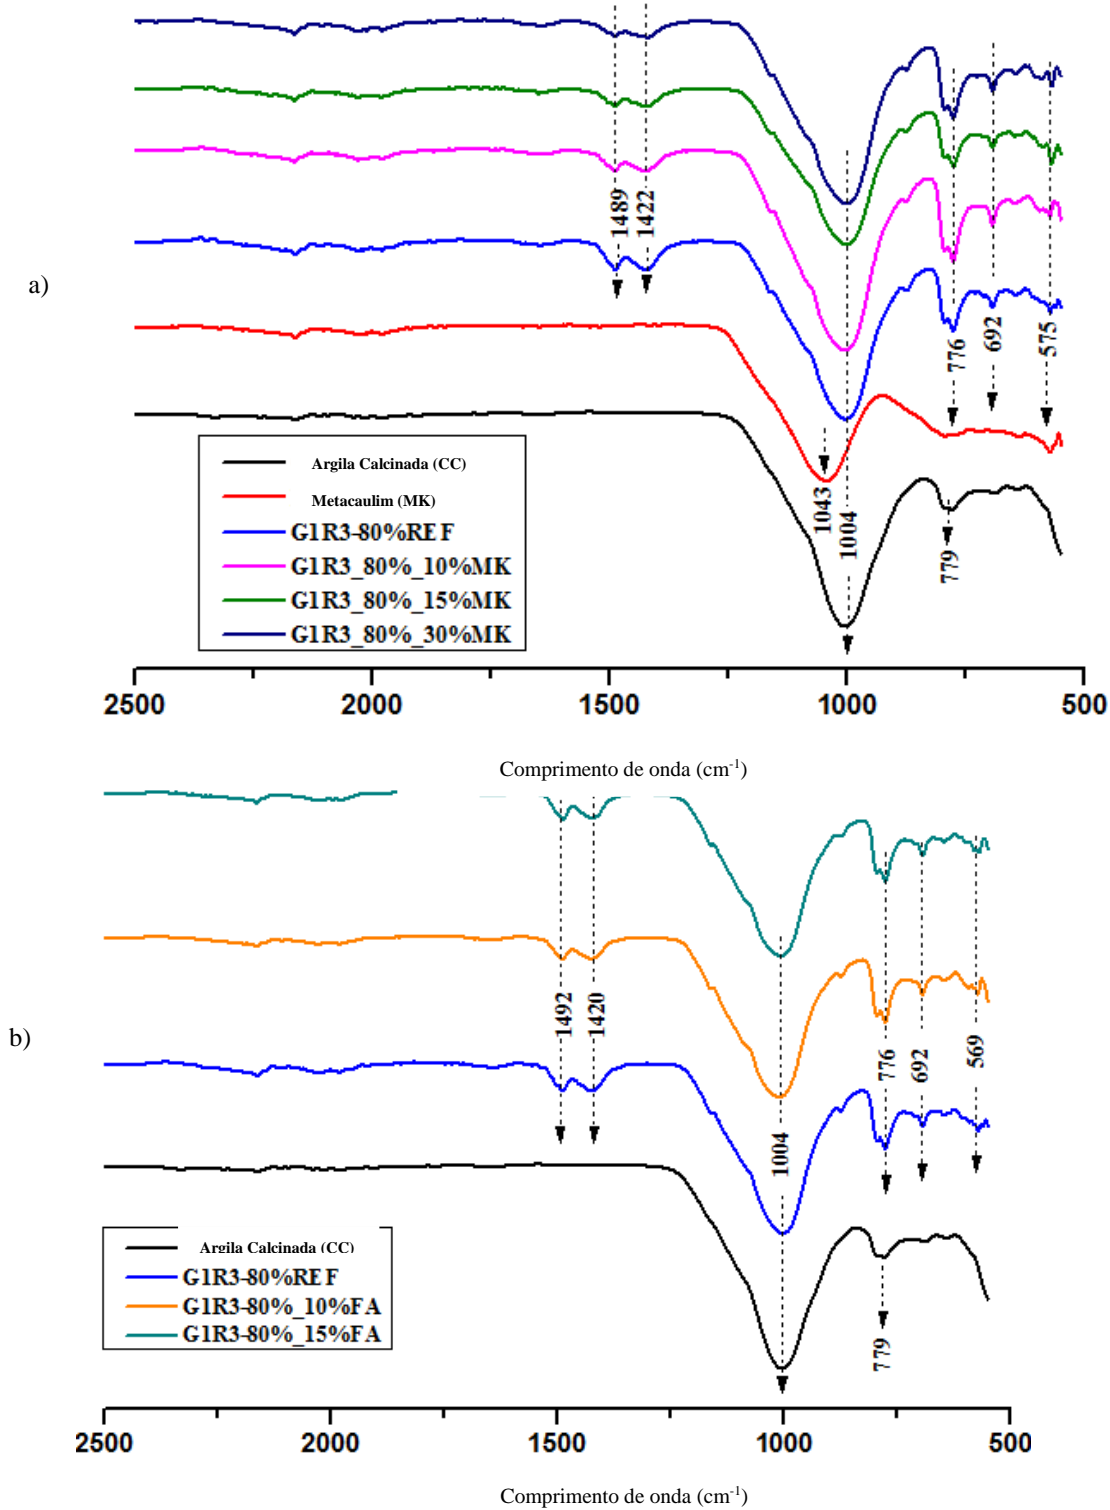 1489
1422
a)
776
692
575
1043
1004
779
Argila Calcinada (CC)
Metacaulim (MK)
G1R3-80%REF
G1R3_80%_10%MK
G1R3_80%_15%MK
G1R3_80%_30%MK
2500 2000 1500 1000 500
Comprimento de onda (cm⁻¹)
1492
1420
b)
776
692
569
1004
779
Argila Calcinada (CC)
G1R3-80%REF
G1R3-80%_10%FA
G1R3-80%_15%FA
2500 2000 1500 1000 500
Comprimento de onda (cm⁻¹)